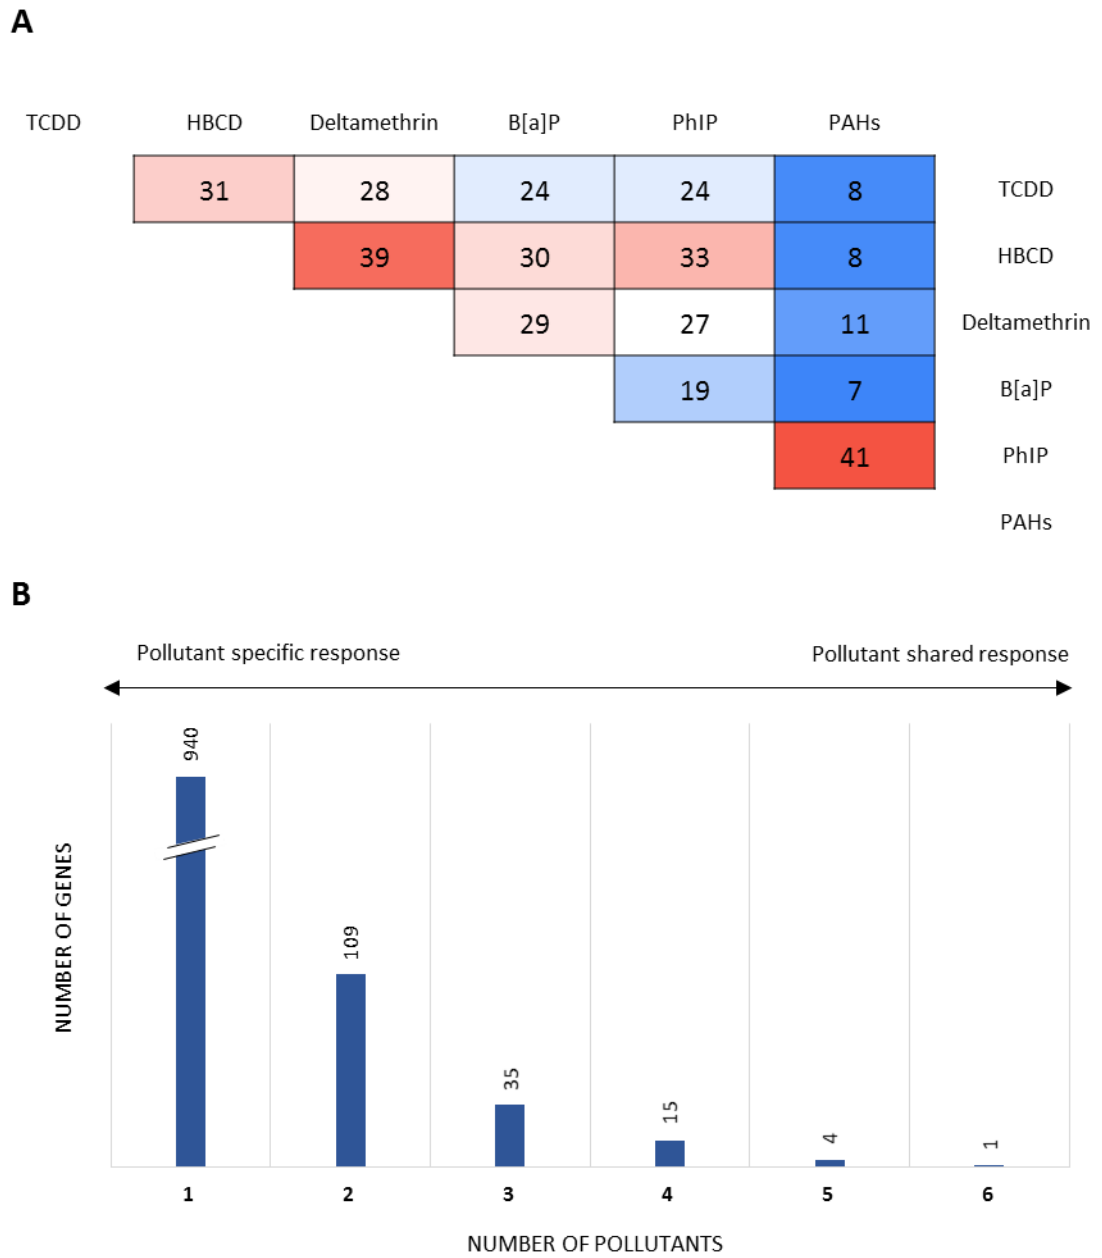 A
TCDD HBCD Deltamethrin B[a]P PhIP PAHs
31 28 24 24 8 TCDD
39 30 33 8 HBCD
29 27 11 Deltamethrin
19 7 B[a]P
41 PhIP
PAHs
B
Pollutant specific response Pollutant shared response
940
109
35
15
4
1
NUMBER OF GENES
1 2 3 4 5 6
NUMBER OF POLLUTANTS